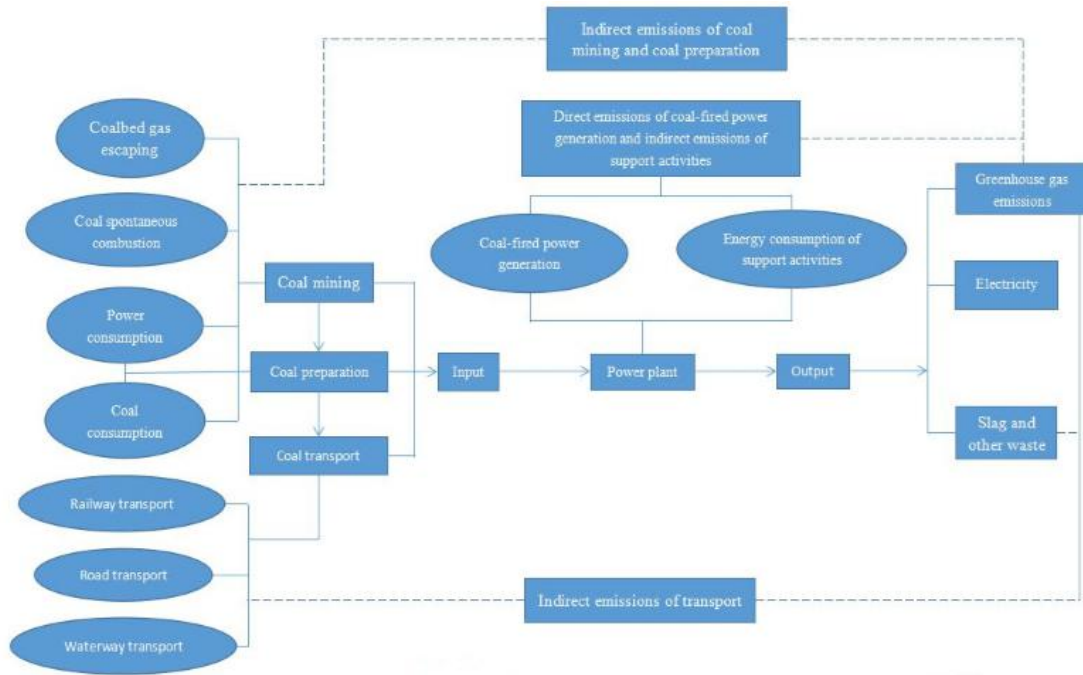 Indirect emissions of coal
mining and coal preparation
Coalbed gas
escaping
Direct emissions of coal-fired power
generation and indirect emissions of
support activities
Greenhouse gas
emissions
Coal spontaneous
combustion
Coal-fired power
generation
Energy consumption of
support activities
Coal mining
Electricity
Power
consumption
Coal preparation
Input
Power plant
Output
Coal
consumption
Slag and
other waste
Coal transport
Railway transport
Road transport
Indirect emissions of transport
Waterway transport